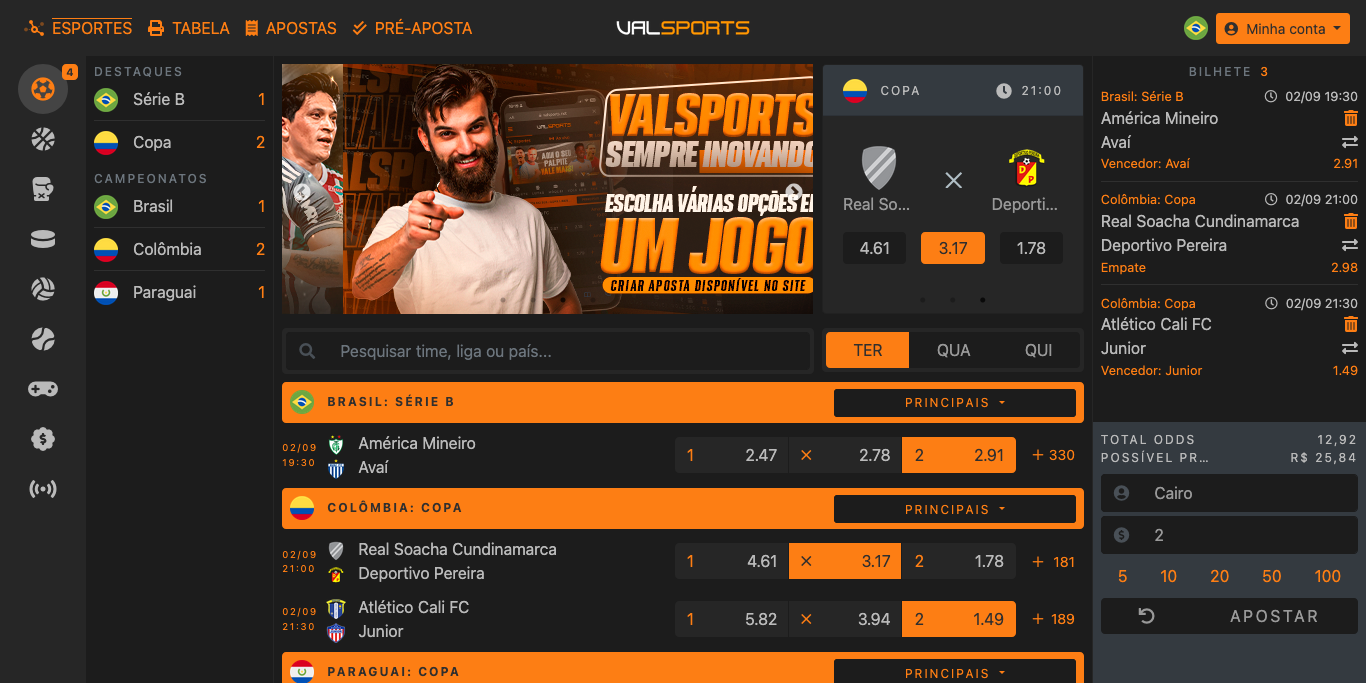 ESPORTES
TABELA
APOSTAS
PRÉ-APOSTA
VALSPORTS
Minha conta
4
DESTAQUES
Série B 1
Copa 2
CAMPEONATOS
Brasil 1
Colômbia 2
Paraguai 1
VALSPORTS
SEMPRE INOVANDO
ESCOLHA VÁRIAS OPÇÕES E
UM JOGO
CRIAR APOSTA DISPONÍVEL NO SITE
VALSPORTS
AQUI O SEU
PALPITE
VALE MAIS!
COPA 21:00
Real So... Deporti...
4.61 3.17 1.78
Pesquisar time, liga ou país...
TER QUA QUI
BRASIL: SÉRIE B PRINCIPAIS
02/09
19:30
América Mineiro
Avaí
1 2.47 × 2.78 2 2.91 + 330
COLÔMBIA: COPA PRINCIPAIS
02/09
21:00
Real Soacha Cundinamarca
Deportivo Pereira
1 4.61 × 3.17 2 1.78 + 181
02/09
21:30
Atlético Cali FC
Junior
1 5.82 × 3.94 2 1.49 + 189
PARAGUAI: COPA PRINCIPAIS
BILHETE 3
Brasil: Série B 02/09 19:30
América Mineiro
Avaí
Vencedor: Avaí 2.91
Colômbia: Copa 02/09 21:00
Real Soacha Cundinamarca
Deportivo Pereira
Empate 2.98
Colômbia: Copa 02/09 21:30
Atlético Cali FC
Junior
Vencedor: Junior 1.49
TOTAL ODDS 12,92
POSSÍVEL PR... R$ 25,84
Cairo
2
5 10 20 50 100
APOSTAR